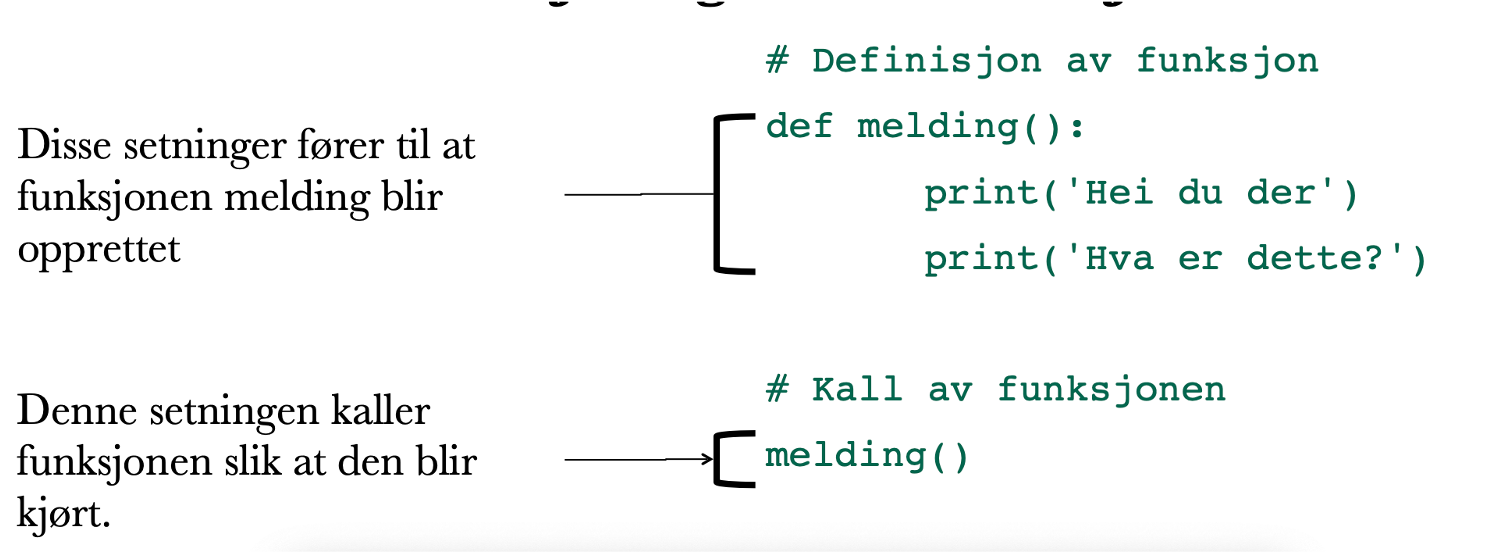 # Definisjon av funksjon
Disse setninger fører til at
funksjonen melding blir
opprettet
def melding():
print('Hei du der')
print('Hva er dette?')
Denne setningen kaller
funksjonen slik at den blir
kjørt.
# Kall av funksjonen
melding()